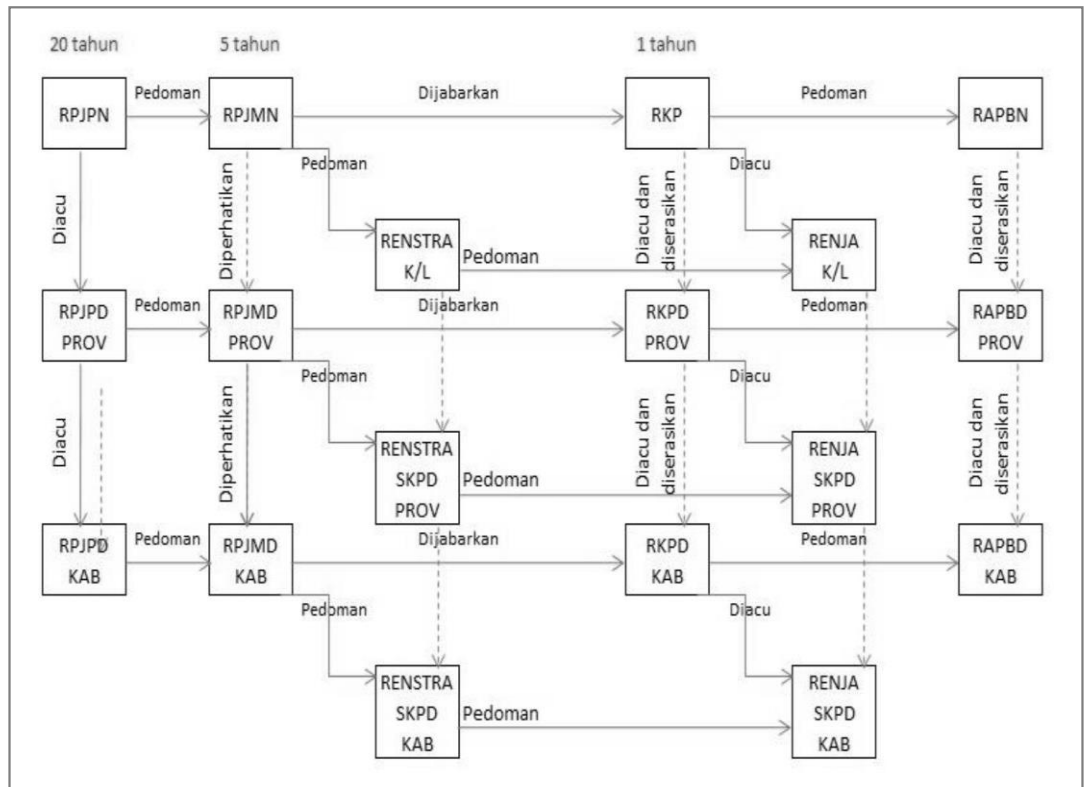 20 tahun
5 tahun
1 tahun
Pedoman
Dijabarkan
Pedoman
RPJPN
RPJMN
RKP
RAPBN
Pedoman
Diacu
Diacu
Diperhatikan
Diacu dan
diserasikan
Diacu dan
diserasikan
RENSTRA
K/L
Pedoman
RENJA
K/L
Pedoman
Dijabarkan
Pedoman
RPJPD
PROV
RPJMD
PROV
RKPD
PROV
RAPBD
PROV
Pedoman
Diacu
Diacu
Diperhatikan
Diacu dan
diserasikan
Diacu dan
diserasikan
RENSTRA
SKPD
PROV
Pedoman
RENJA
SKPD
PROV
Pedoman
Dijabarkan
Pedoman
RPJPD
KAB
RPJMD
KAB
RKPD
KAB
RAPBD
KAB
Pedoman
Diacu
RENSTRA
SKPD
KAB
Pedoman
RENJA
SKPD
KAB